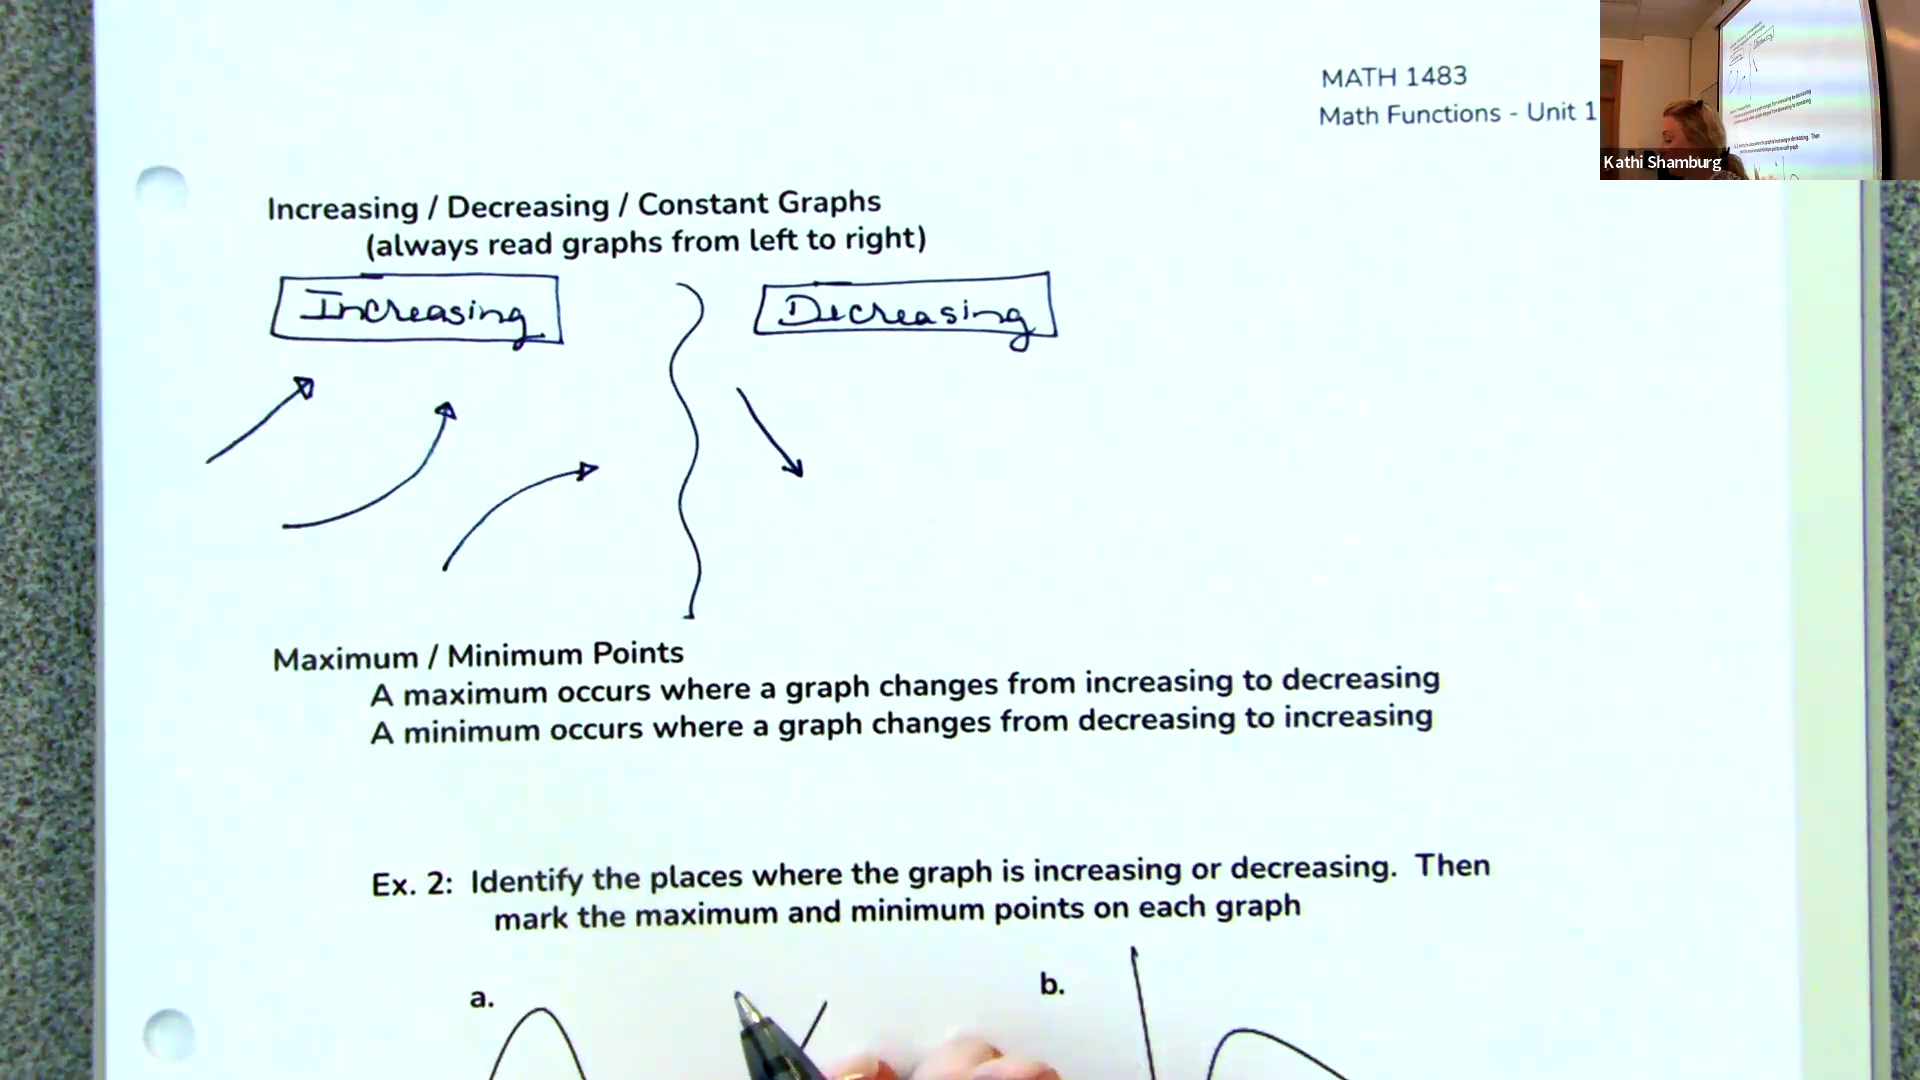 MATH 1483
Math Functions - Unit 1
Kathi Shamburg
Increasing / Decreasing / Constant Graphs
(always read graphs from left to right)
Increasing
Decreasing
Maximum / Minimum Points
A maximum occurs where a graph changes from increasing to decreasing
A minimum occurs where a graph changes from decreasing to increasing
Ex. 2: Identify the places where the graph is increasing or decreasing. Then
mark the maximum and minimum points on each graph
a.
b.